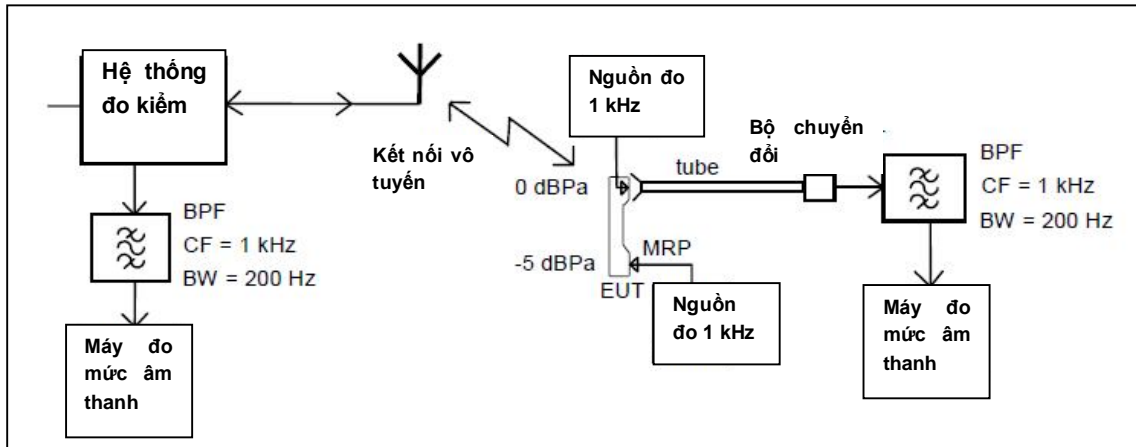 Hệ thống
đo kiểm
Nguồn đo
1 kHz
Kết nối vô
tuyến
Bộ chuyển
đổi
tube
0 dBPa
BPF
CF = 1 kHz
BW = 200 Hz
BPF
CF = 1 kHz
BW = 200 Hz
-5 dBPa
MRP
EUT
Nguồn
đo 1 kHz
Máy đo
mức âm
thanh
Máy đo
mức âm
thanh